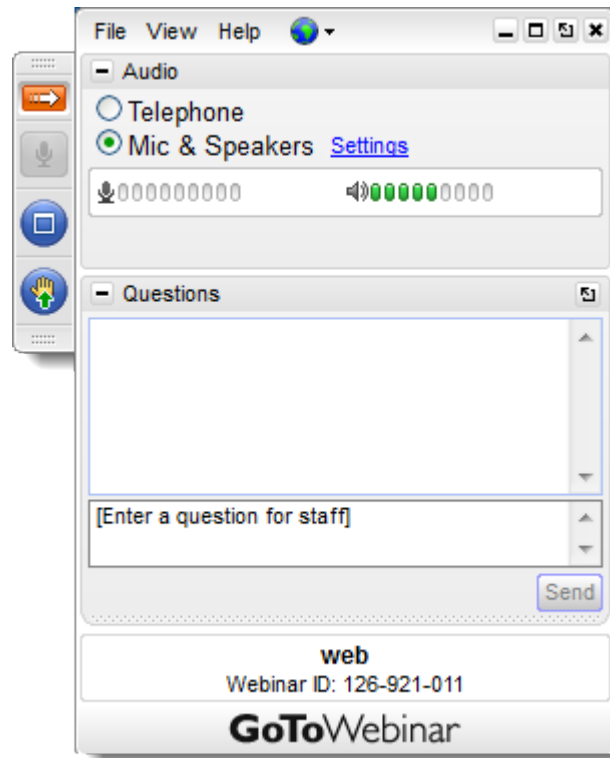 File View Help
Audio
Telephone
Mic & Speakers Settings
Questions
[Enter a question for staff]
Send
web
Webinar ID: 126-921-011
GoToWebinar